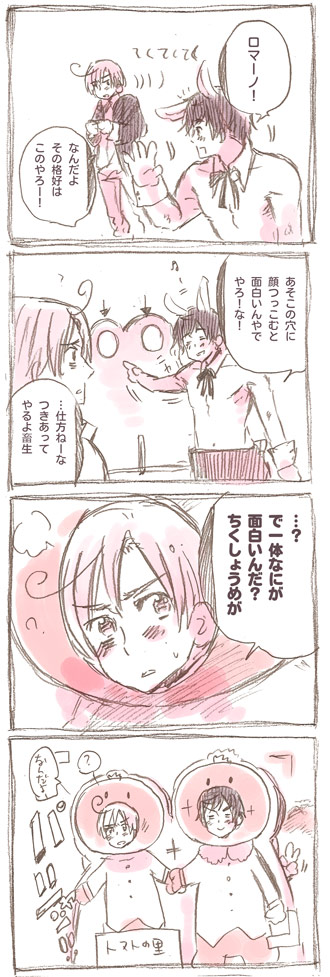 ロマーノ！
てくてくてく
なんだよ
その格好は
このやろー！
あそこの穴に
顔つっこむと
面白いんやで
やろ！な！
…仕方ねーな
つきあって
やるよ畜生
…？
で一体なにが
面白いんだ？
ちくしょうめが
なんだよ
？
トマトの里